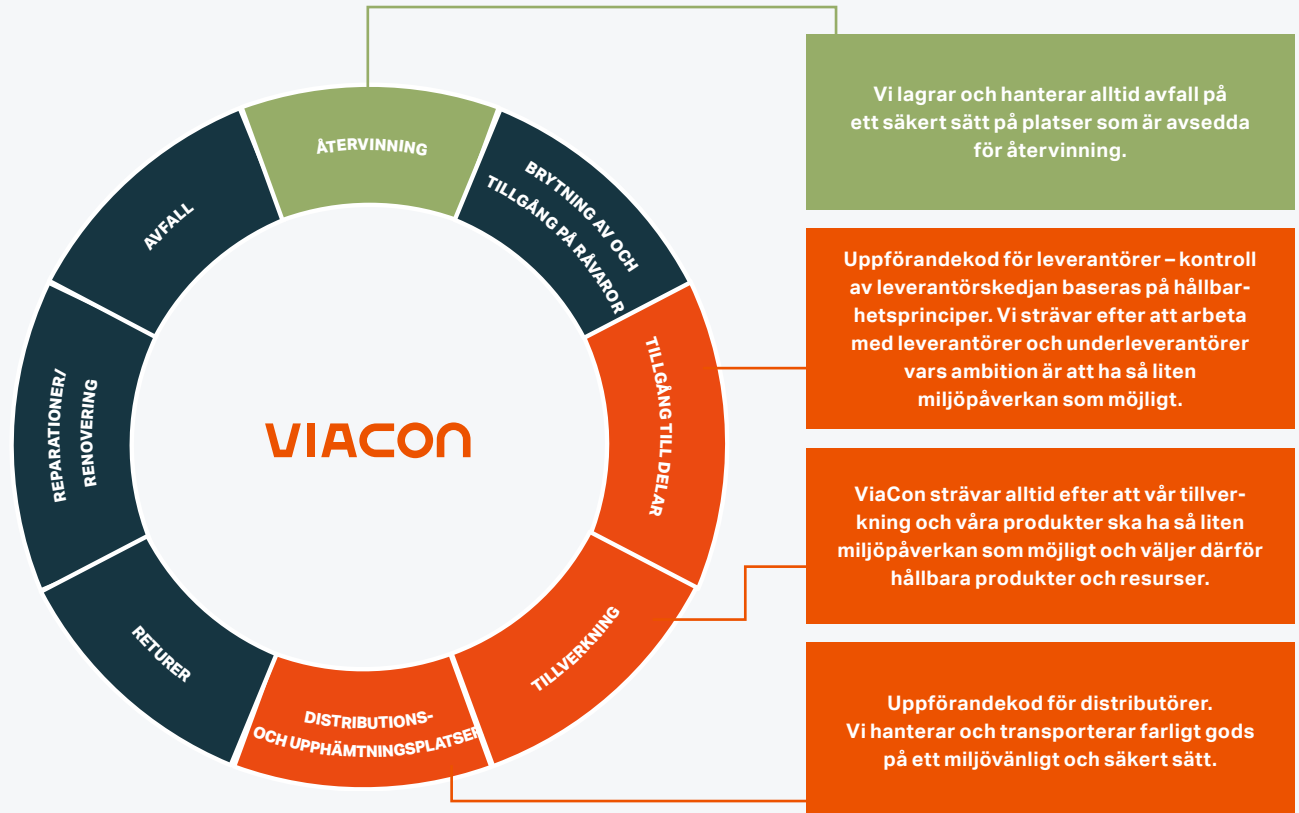 ÅTERVINNING
BRYTNING AV OCH
TILLGÅNG PÅ RÅVAROR
TILLGÅNG TILL DELAR
TILLVERKNING
DISTRIBUTIONS-
OCH UPPHÄMTNINGSPLATSER
RETURER
REPARATIONER/
RENOVERING
AVFALL
VIACON
Vi lagrar och hanterar alltid avfall på
ett säkert sätt på platser som är avsedda
för återvinning.
Uppförandekod för leverantörer – kontroll
av leverantörskedjan baseras på hållbar-
hetsprinciper. Vi strävar efter att arbeta
med leverantörer och underleverantörer
vars ambition är att ha så liten
miljöpåverkan som möjligt.
ViaCon strävar alltid efter att vår tillver-
kning och våra produkter ska ha så liten
miljöpåverkan som möjligt och väljer därför
hållbara produkter och resurser.
Uppförandekod för distributörer.
Vi hanterar och transporterar farligt gods
på ett miljövänligt och säkert sätt.